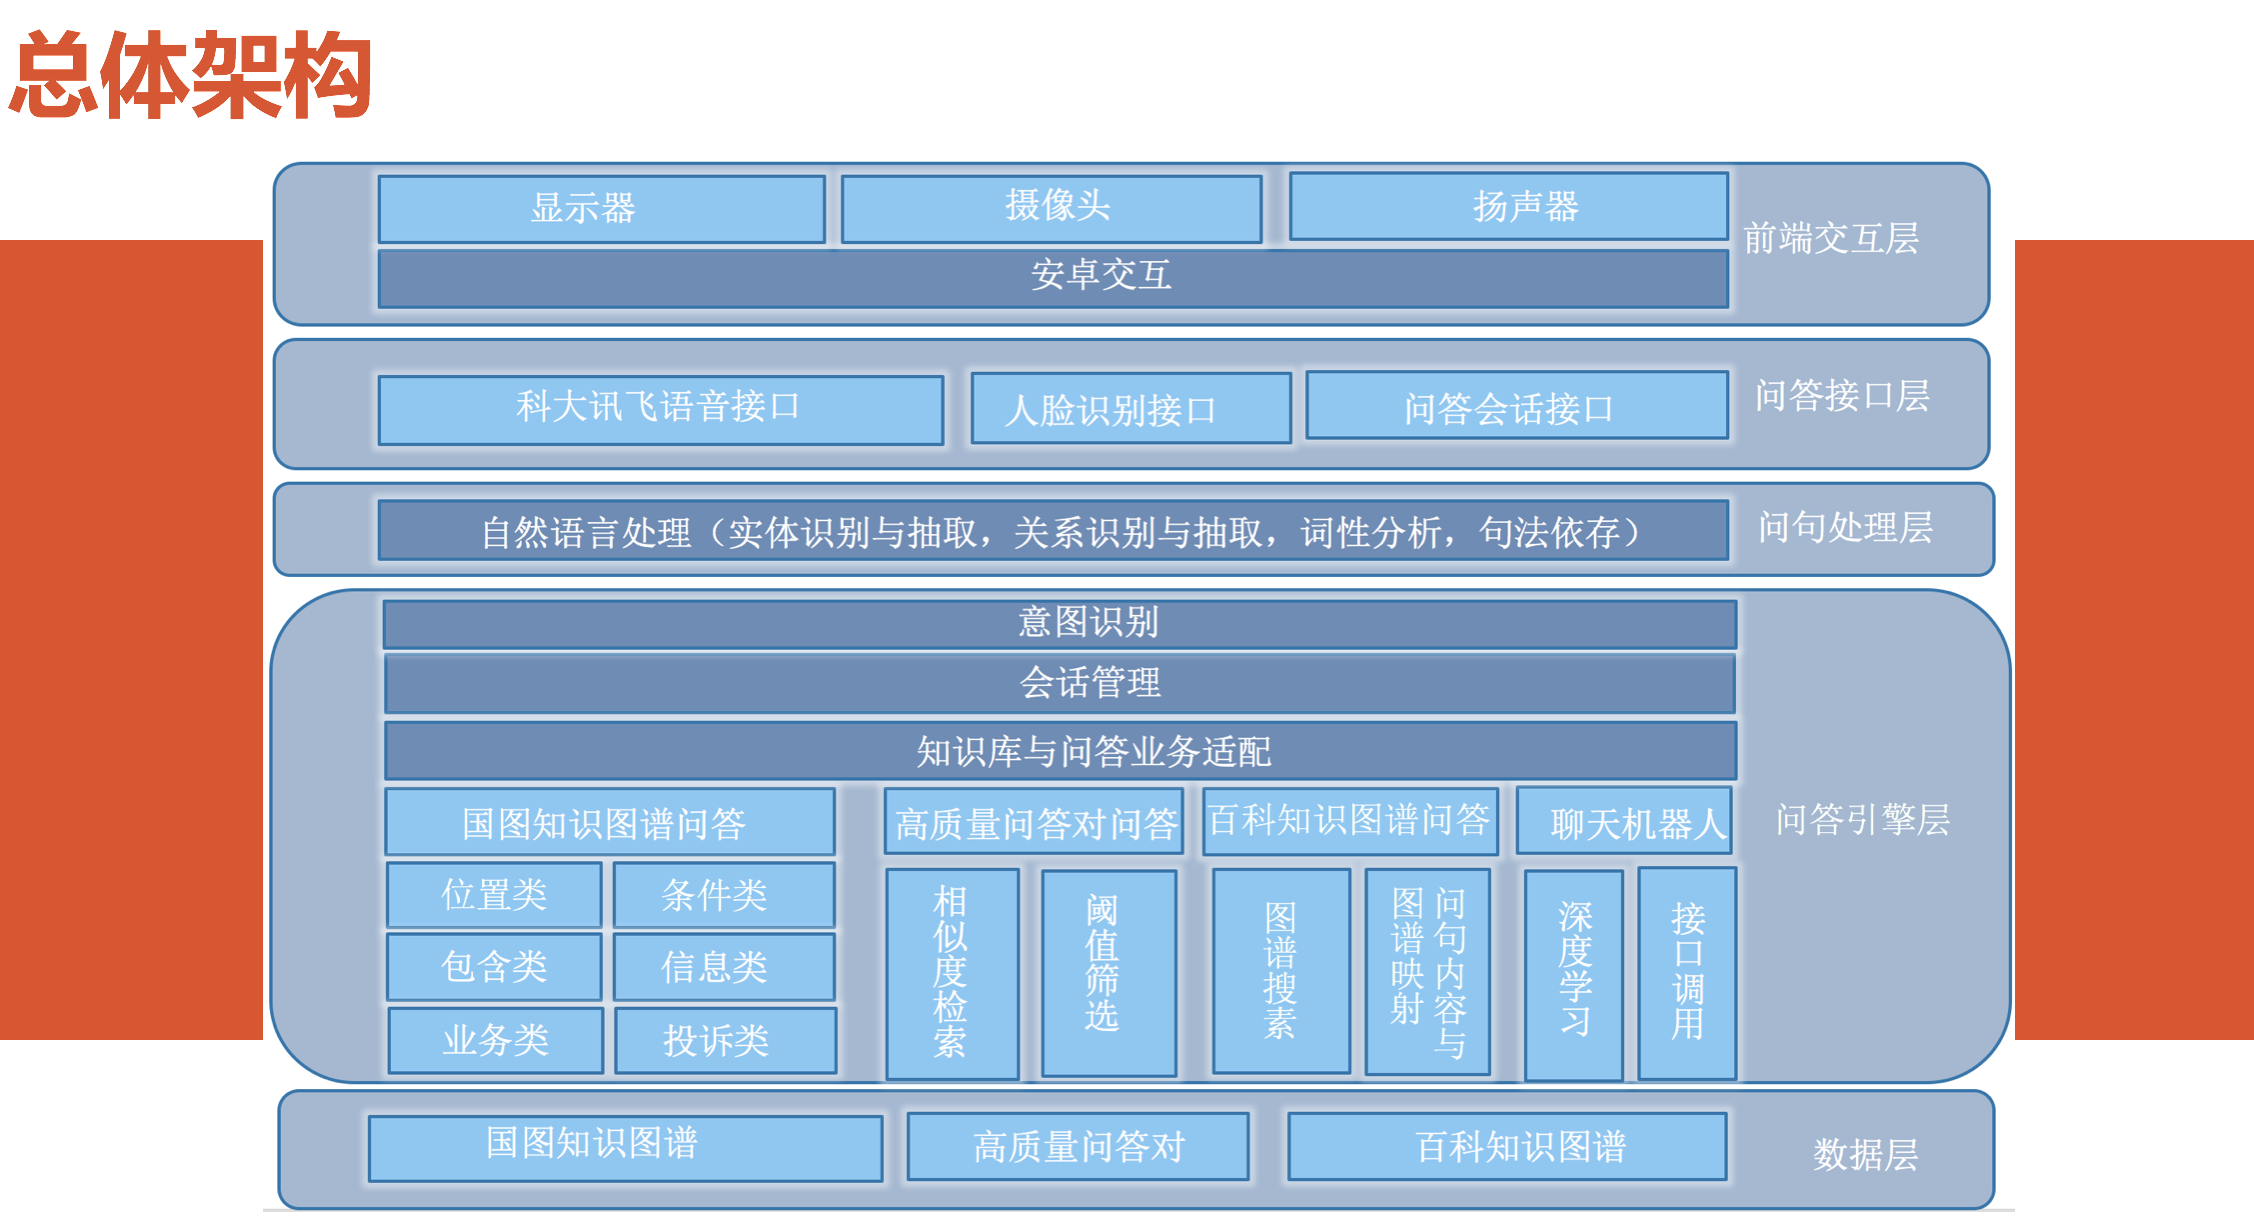 总体架构
显示器
摄像头
扬声器
前端交互层
安卓交互
科大讯飞语音接口
人脸识别接口
问答会话接口
问答接口层
自然语言处理（实体识别与抽取，关系识别与抽取，词性分析，句法依存）
问句处理层
意图识别
会话管理
知识库与问答业务适配
国图知识图谱问答
高质量问答对问答
百科知识图谱问答
聊天机器人
问答引擎层
位置类
条件类
包含类
信息类
业务类
投诉类
相似度检索
阈值筛选
图谱搜素
问句内容与
图谱映射
深度学习
接口调用
国图知识图谱
高质量问答对
百科知识图谱
数据层